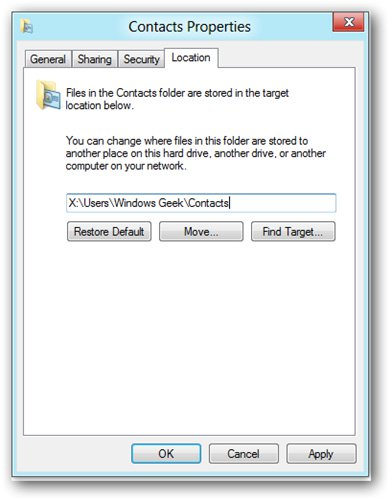 Contacts Properties
General Sharing Security Location
Files in the Contacts folder are stored in the target
location below.
You can change where files in this folder are stored to
another place on this hard drive, another drive, or another
computer on your network.
X:\Users\Windows Geek\Contacts
Restore Default Move... Find Target...
OK Cancel Apply